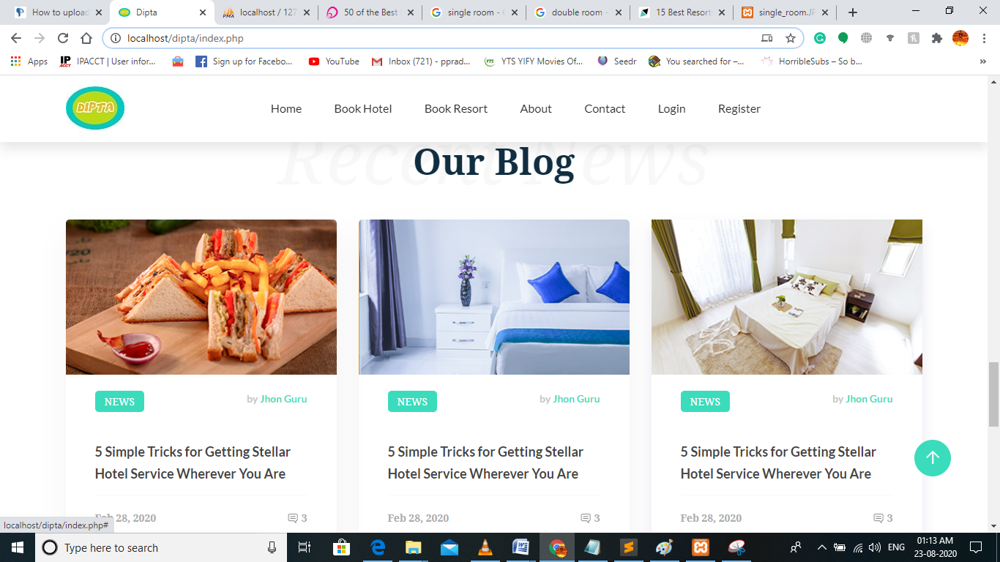 How to upload
Dipta
localhost / 127
50 of the Best
single room - G
double room -
15 Best Resort
single_room.JP
localhost/dipta/index.php
Apps
IPACCT | User infor...
Sign up for Facebo...
YouTube
Inbox (721) - pprad...
YTS YIFY Movies Of...
Seedr
You searched for –...
HorribleSubs – So b...
»
DIPTA
Home
Book Hotel
Book Resort
About
Contact
Login
Register
Recent News
Our Blog
NEWS
by Jhon Guru
5 Simple Tricks for Getting Stellar
Hotel Service Wherever You Are
Feb 28, 2020
3
NEWS
by Jhon Guru
5 Simple Tricks for Getting Stellar
Hotel Service Wherever You Are
Feb 28, 2020
3
NEWS
by Jhon Guru
5 Simple Tricks for Getting Stellar
Hotel Service Wherever You Are
Feb 28, 2020
3
localhost/dipta/index.php#
Type here to search
ENG
01:13 AM
23-08-2020